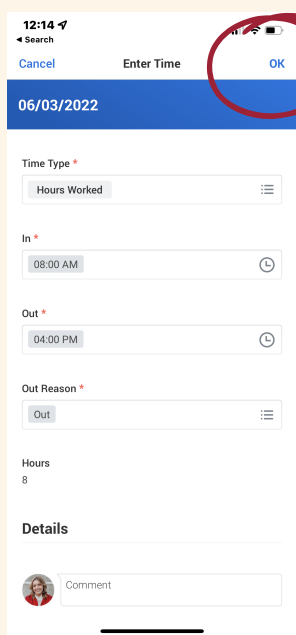 12:14
◄ Search
Cancel Enter Time OK
06/03/2022
Time Type *
Hours Worked
In *
08:00 AM
Out *
04:00 PM
Out Reason *
Out
Hours
8
Details
Comment